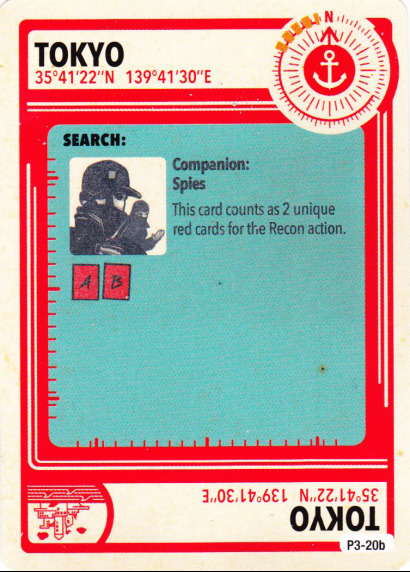 TOKYO
35°41'22"N 139°41'30"E
N
SEARCH:
Companion:
Spies
This card counts as 2 unique
red cards for the Recon action.
A B
35°41'22"N 139°41'30"E
TOKYO
P3-20b